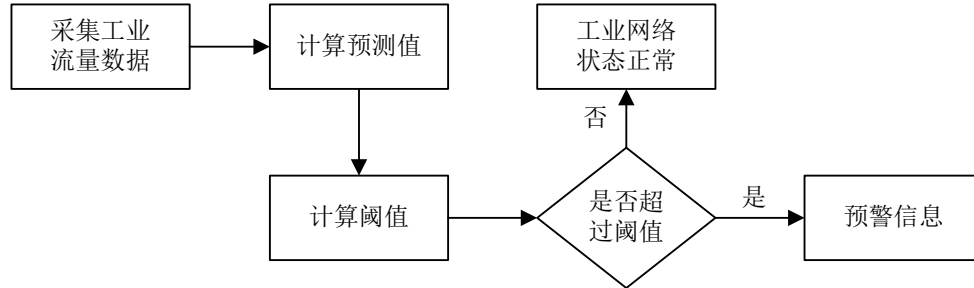 采集工业
流量数据
计算预测值
工业网络
状态正常
否
计算阈值
是否超
过阈值
是
预警信息